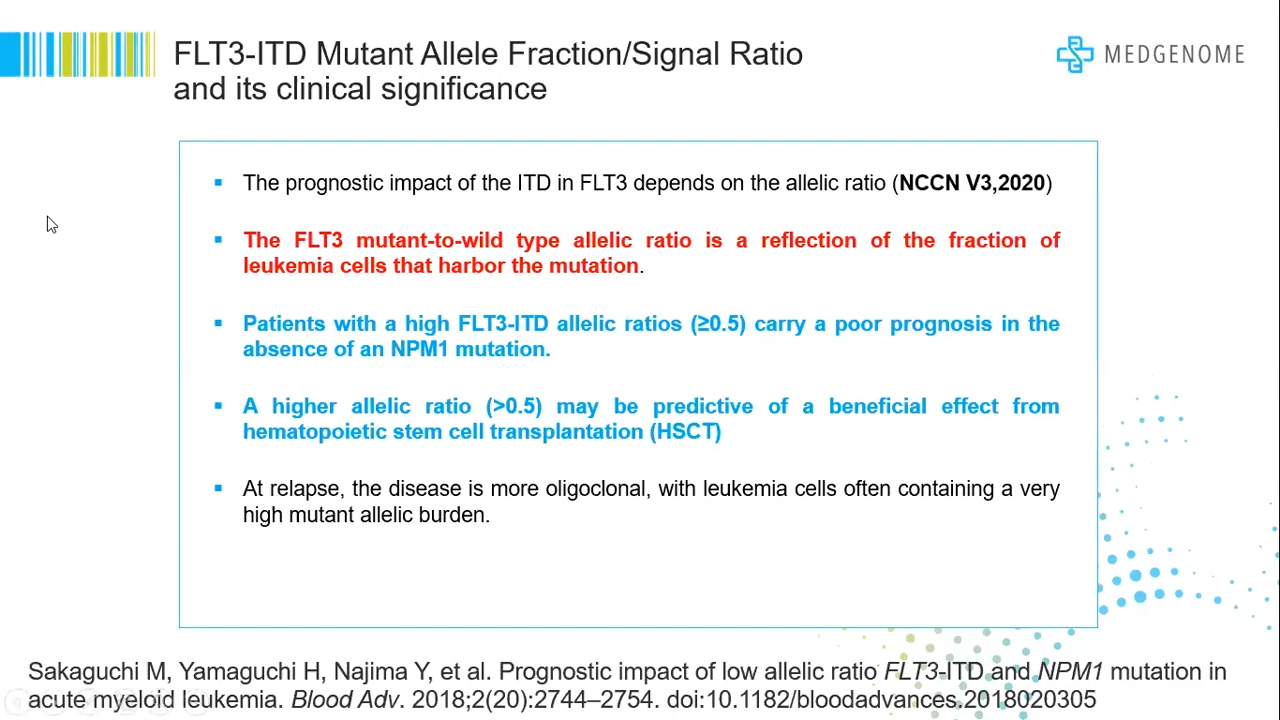 FLT3-ITD Mutant Allele Fraction/Signal Ratio
and its clinical significance
MEDGENOME
▪ The prognostic impact of the ITD in FLT3 depends on the allelic ratio (NCCN V3,2020)
▪ The FLT3 mutant-to-wild type allelic ratio is a reflection of the fraction of
leukemia cells that harbor the mutation.
▪ Patients with a high FLT3-ITD allelic ratios (≥0.5) carry a poor prognosis in the
absence of an NPM1 mutation.
▪ A higher allelic ratio (>0.5) may be predictive of a beneficial effect from
hematopoietic stem cell transplantation (HSCT)
▪ At relapse, the disease is more oligoclonal, with leukemia cells often containing a very
high mutant allelic burden.
Sakaguchi M, Yamaguchi H, Najima Y, et al. Prognostic impact of low allelic ratio FLT3-ITD and NPM1 mutation in
acute myeloid leukemia. Blood Adv. 2018;2(20):2744–2754. doi:10.1182/bloodadvances.2018020305